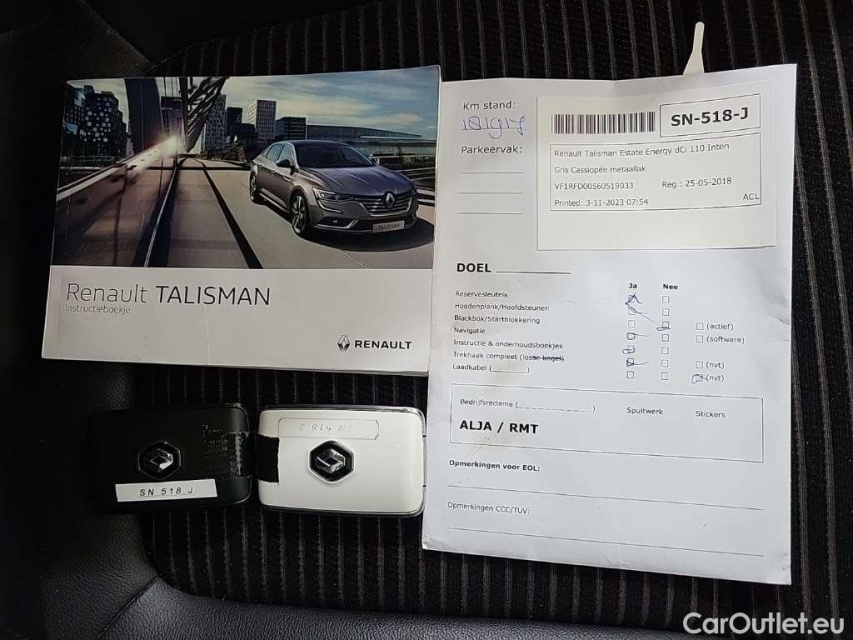 Renault TALISMAN
Instructieboekje
RENAULT
SN 518 J
Km stand:
Parkeervak:
SN-518-J
Renault Talisman Estate Energy dCi 110 Inten
Gris Cassiopée metaallak
VF1RFD00560519033 Reg.: 25-05-2018
Printed: 3-11-2023 07:54 ACL
DOEL
Ja Nee
Reservesleutels
Hoedenplank/Hoofdsteunen
Blackbox/Startblokkering (actief)
Navigatie (software)
Instructie & onderhoudsboekjes
Trekhaak compleet (losse kogel) (nvt)
Laadkabel ( ) (nvt)
Bedrijfsreclame ( ) Spuitwerk Stickers
ALJA / RMT
Opmerkingen voor EOL:
Opmerkingen CCC/TUV:
CarOutlet.eu